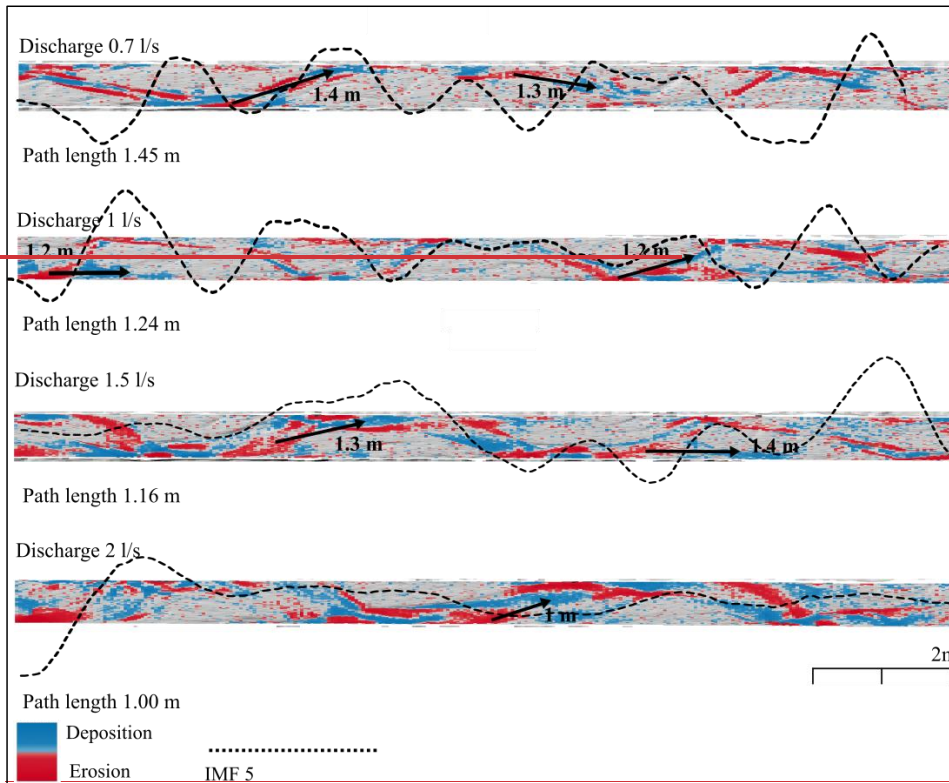 Discharge 0.7 l/s
1.4 m
1.3 m
Path length 1.45 m
Discharge 1 l/s
1.2 m
1.2 m
Path length 1.24 m
Discharge 1.5 l/s
1.3 m
1.4 m
Path length 1.16 m
Discharge 2 l/s
1 m
2m
Path length 1.00 m
Deposition
Erosion
IMF 5